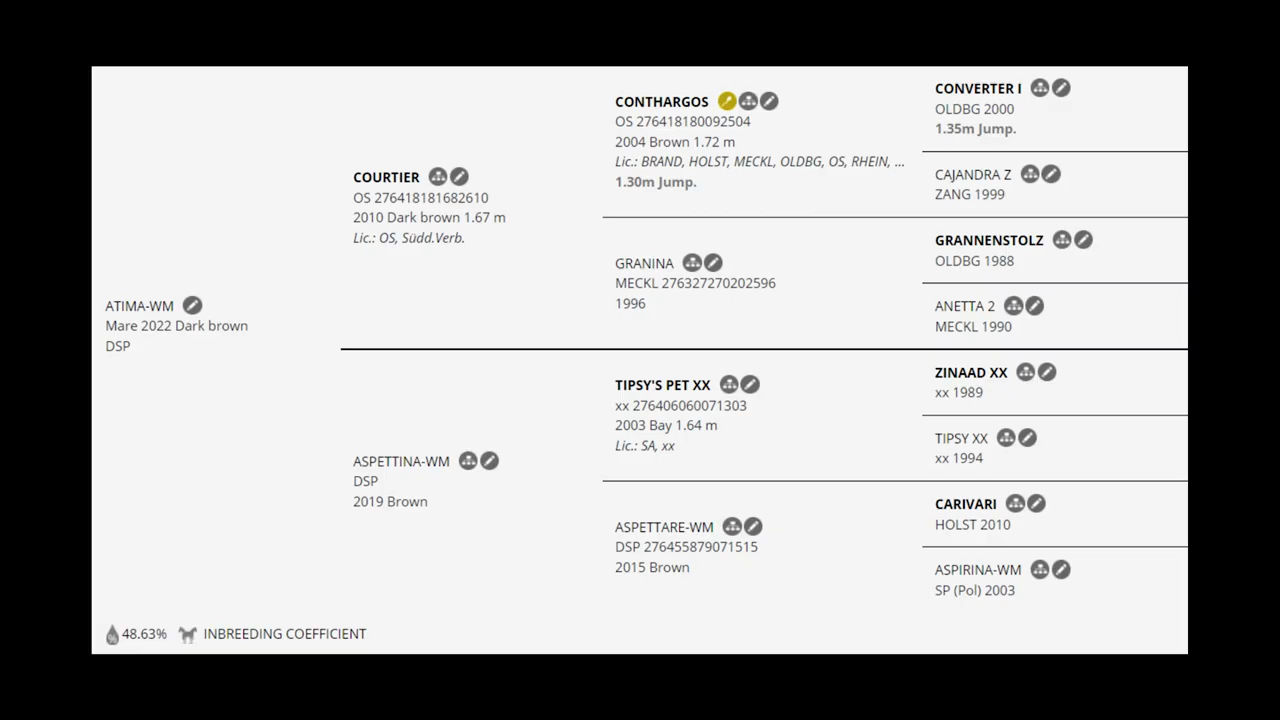 ATIMA-WM
Mare 2022 Dark brown
DSP
COURTIER
OS 276418181682610
2010 Dark brown 1.67 m
Lic.: OS, Südd.Verb.
ASPETTINA-WM
DSP
2019 Brown
CONTHARGOS
OS 276418180092504
2004 Brown 1.72 m
Lic.: BRAND, HOLST, MECKL, OLDBG, OS, RHEIN, ...
1.30m Jump.
GRANINA
MECKL 276327270202596
1996
TIPSY'S PET XX
xx 276406060071303
2003 Bay 1.64 m
Lic.: SA, xx
ASPETTARE-WM
DSP 276455879071515
2015 Brown
CONVERTER I
OLDBG 2000
1.35m Jump.
CAJANDRA Z
ZANG 1999
GRANNENSTOLZ
OLDBG 1988
ANETTA 2
MECKL 1990
ZINAAD XX
xx 1989
TIPSY XX
xx 1994
CARIVARI
HOLST 2010
ASPIRINA-WM
SP (Pol) 2003
48.63% INBREEDING COEFFICIENT